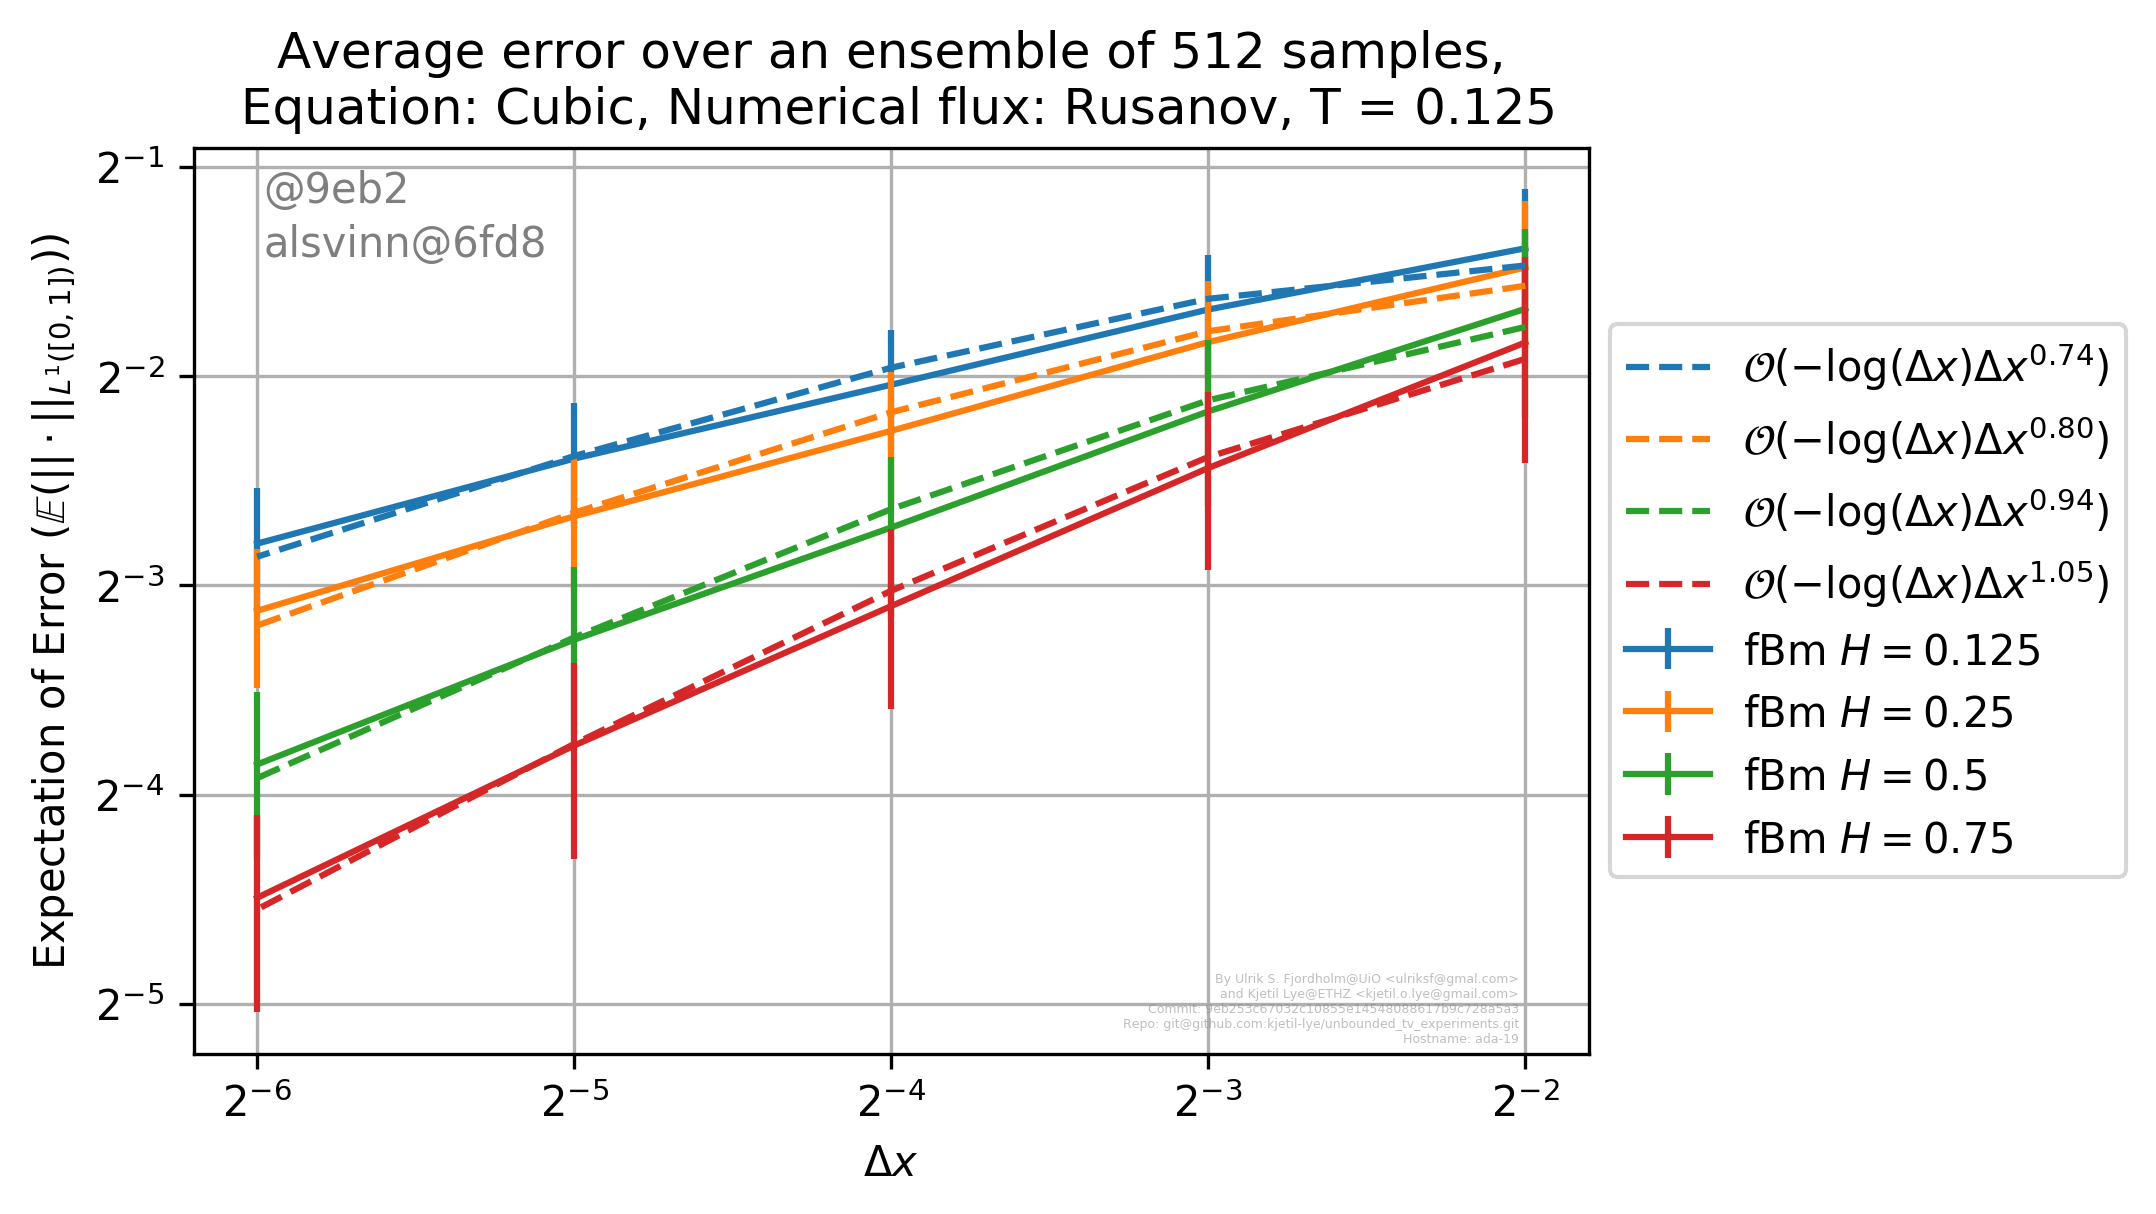 Average error over an ensemble of 512 samples,
Equation: Cubic, Numerical flux: Rusanov, T = 0.125
@9eb2
alsvinn@6fd8
Expectation of Error (𝔼(||·||_{L^1([0,1])}))
2^{-1}
2^{-2}
2^{-3}
2^{-4}
2^{-5}
2^{-6}
2^{-5}
2^{-4}
2^{-3}
2^{-2}
Δx
𝒪(−log(Δx)Δx^{0.74})
𝒪(−log(Δx)Δx^{0.80})
𝒪(−log(Δx)Δx^{0.94})
𝒪(−log(Δx)Δx^{1.05})
fBm H = 0.125
fBm H = 0.25
fBm H = 0.5
fBm H = 0.75
By Ulrik S. Fjordholm@UiO <ulriksf@gmal.com>
and Kjetil Lye@ETHZ <kjetil.o.lye@gmail.com>
Commit: 9eb253c67032c10855e14548088617b9c728a5a3
Repo: git@github.com:kjetil-lye/unbounded_tv_experiments.git
Hostname: ada-19